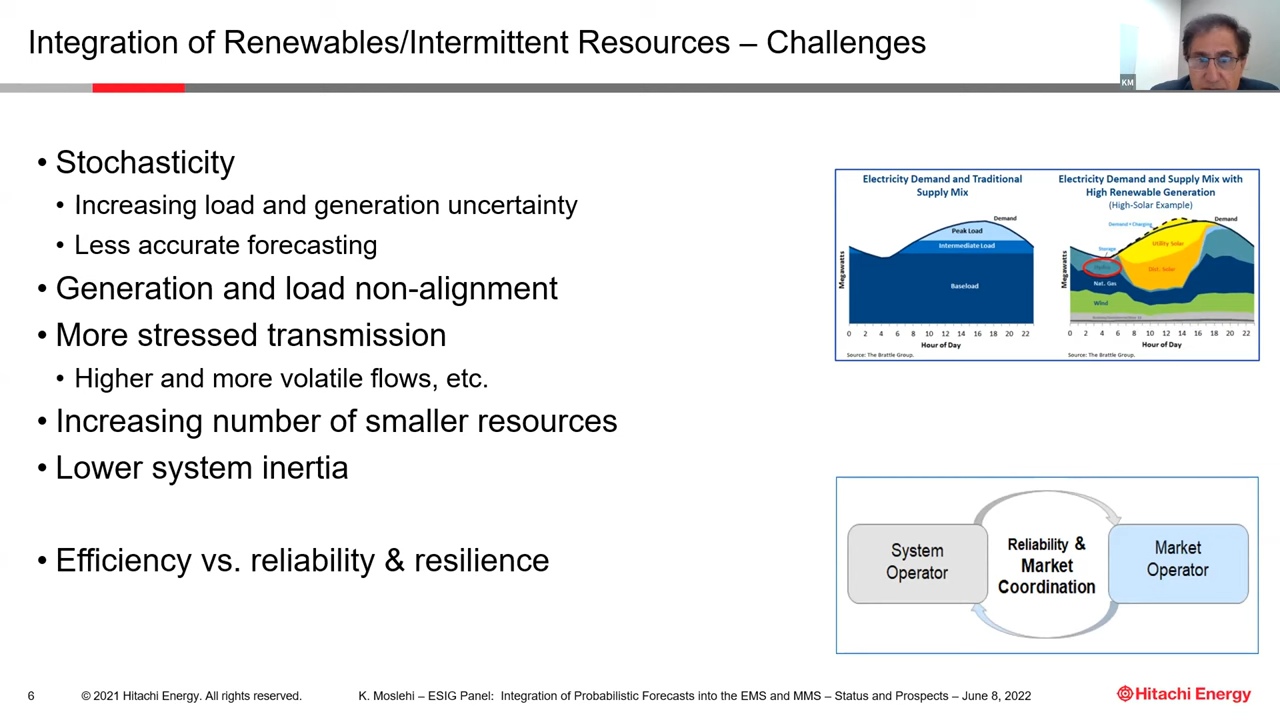 Integration of Renewables/Intermittent Resources – Challenges
KM
• Stochasticity
• Increasing load and generation uncertainty
• Less accurate forecasting
• Generation and load non-alignment
• More stressed transmission
• Higher and more volatile flows, etc.
• Increasing number of smaller resources
• Lower system inertia
• Efficiency vs. reliability & resilience
Electricity Demand and Traditional
Supply Mix
Demand
Peak Load
Intermediate Load
Baseload
Megawatts
0 2 4 6 8 10 12 14 16 18 20 22
Hour of Day
Source: The Brattle Group.
Electricity Demand and Supply Mix with
High Renewable Generation
(High-Solar Example)
Demand + Charging
Demand
Storage
Utility Solar
Dist. Solar
Nat. Gas
Wind
Megawatts
0 2 4 6 8 10 12 14 16 18 20 22
Hour of Day
Source: The Brattle Group.
System
Operator
Reliability &
Market
Coordination
Market
Operator
6
© 2021 Hitachi Energy. All rights reserved.
K. Moslehi – ESIG Panel: Integration of Probabilistic Forecasts into the EMS and MMS – Status and Prospects – June 8, 2022
Hitachi Energy